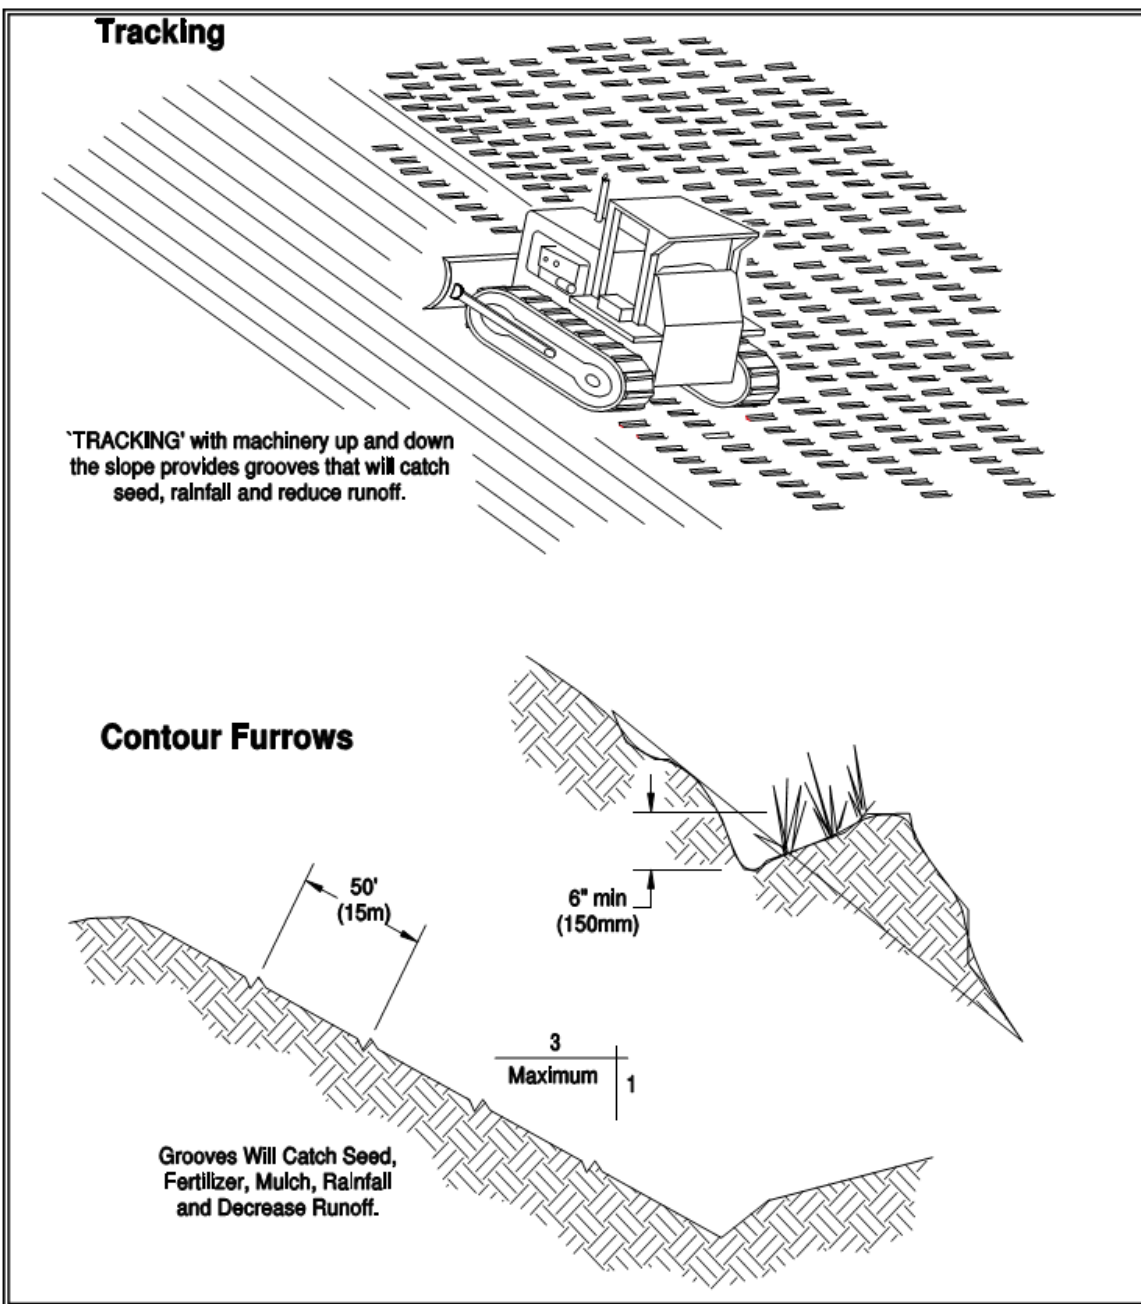 Tracking
`TRACKING' with machinery up and down
the slope provides grooves that will catch
seed, rainfall and reduce runoff.
Contour Furrows
6" min
(150mm)
50'
(15m)
3
Maximum
1
Grooves Will Catch Seed,
Fertilizer, Mulch, Rainfall
and Decrease Runoff.